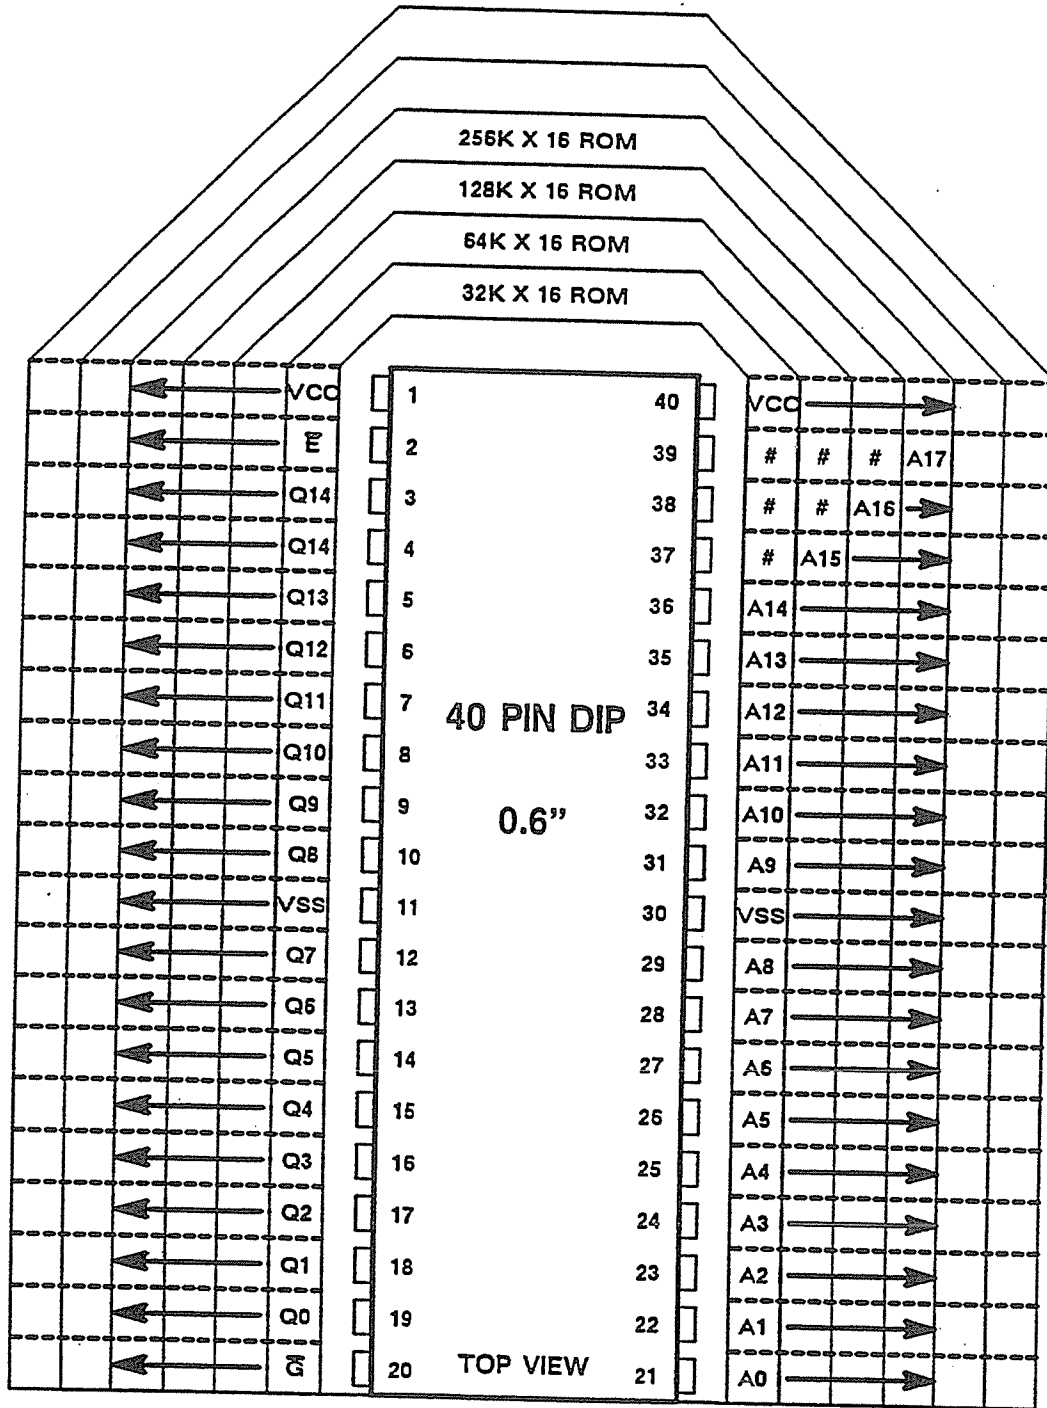 256K X 16 ROM
128K X 16 ROM
64K X 16 ROM
32K X 16 ROM
VCC 1 40 VCC
E̅ 2 39 # # # A17
Q14 3 38 # # A16
Q14 4 37 # A15
Q13 5 36 A14
Q12 6 35 A13
Q11 7 34 A12
40 PIN DIP
Q10 8 33 A11
Q9 9 32 A10
0.6”
Q8 10 31 A9
VSS 11 30 VSS
Q7 12 29 A8
Q6 13 28 A7
Q5 14 27 A6
Q4 15 26 A5
Q3 16 25 A4
Q2 17 24 A3
Q1 18 23 A2
Q0 19 22 A1
G̅ 20 TOP VIEW 21 A0